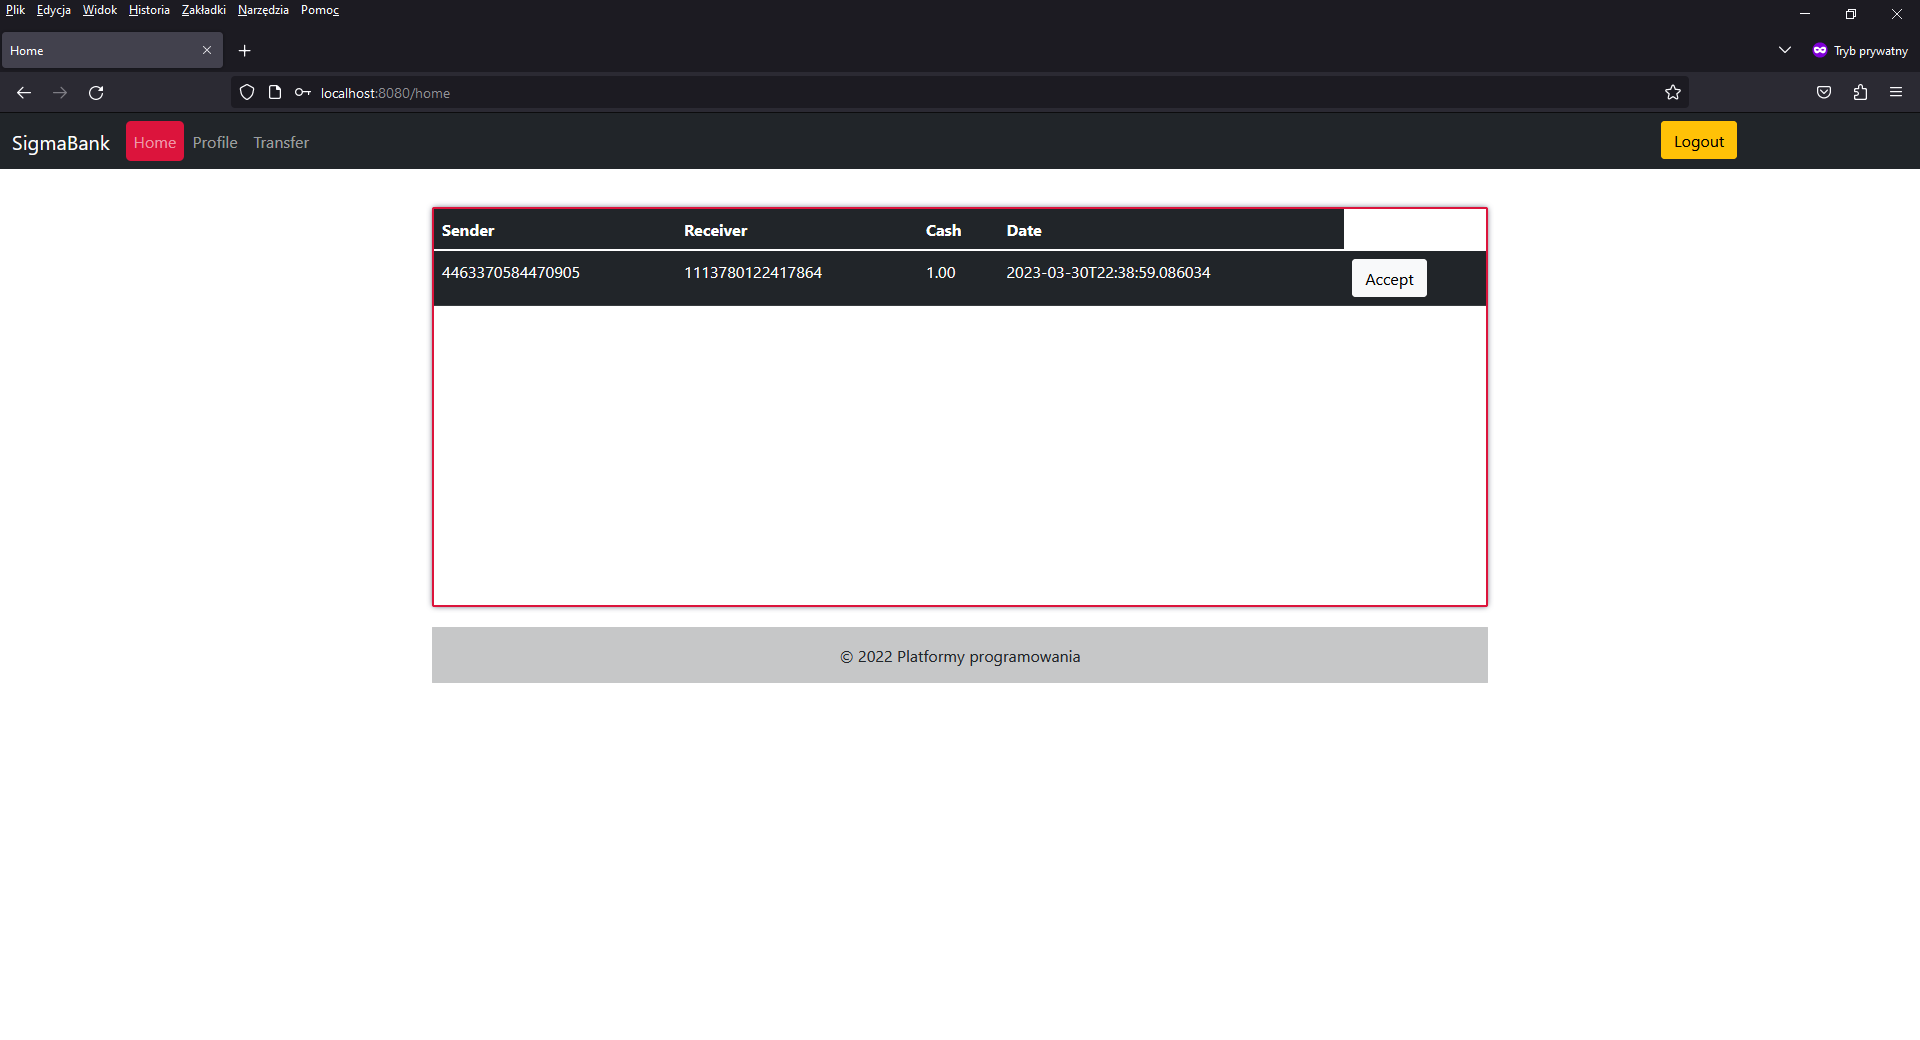 Plik Edycja Widok Historia Zakładki Narzędzia Pomoc
Home
Tryb prywatny
localhost:8080/home
SigmaBank Home Profile Transfer Logout
Sender Receiver Cash Date
4463370584470905 1113780122417864 1.00 2023-03-30T22:38:59.086034 Accept
© 2022 Platformy programowania